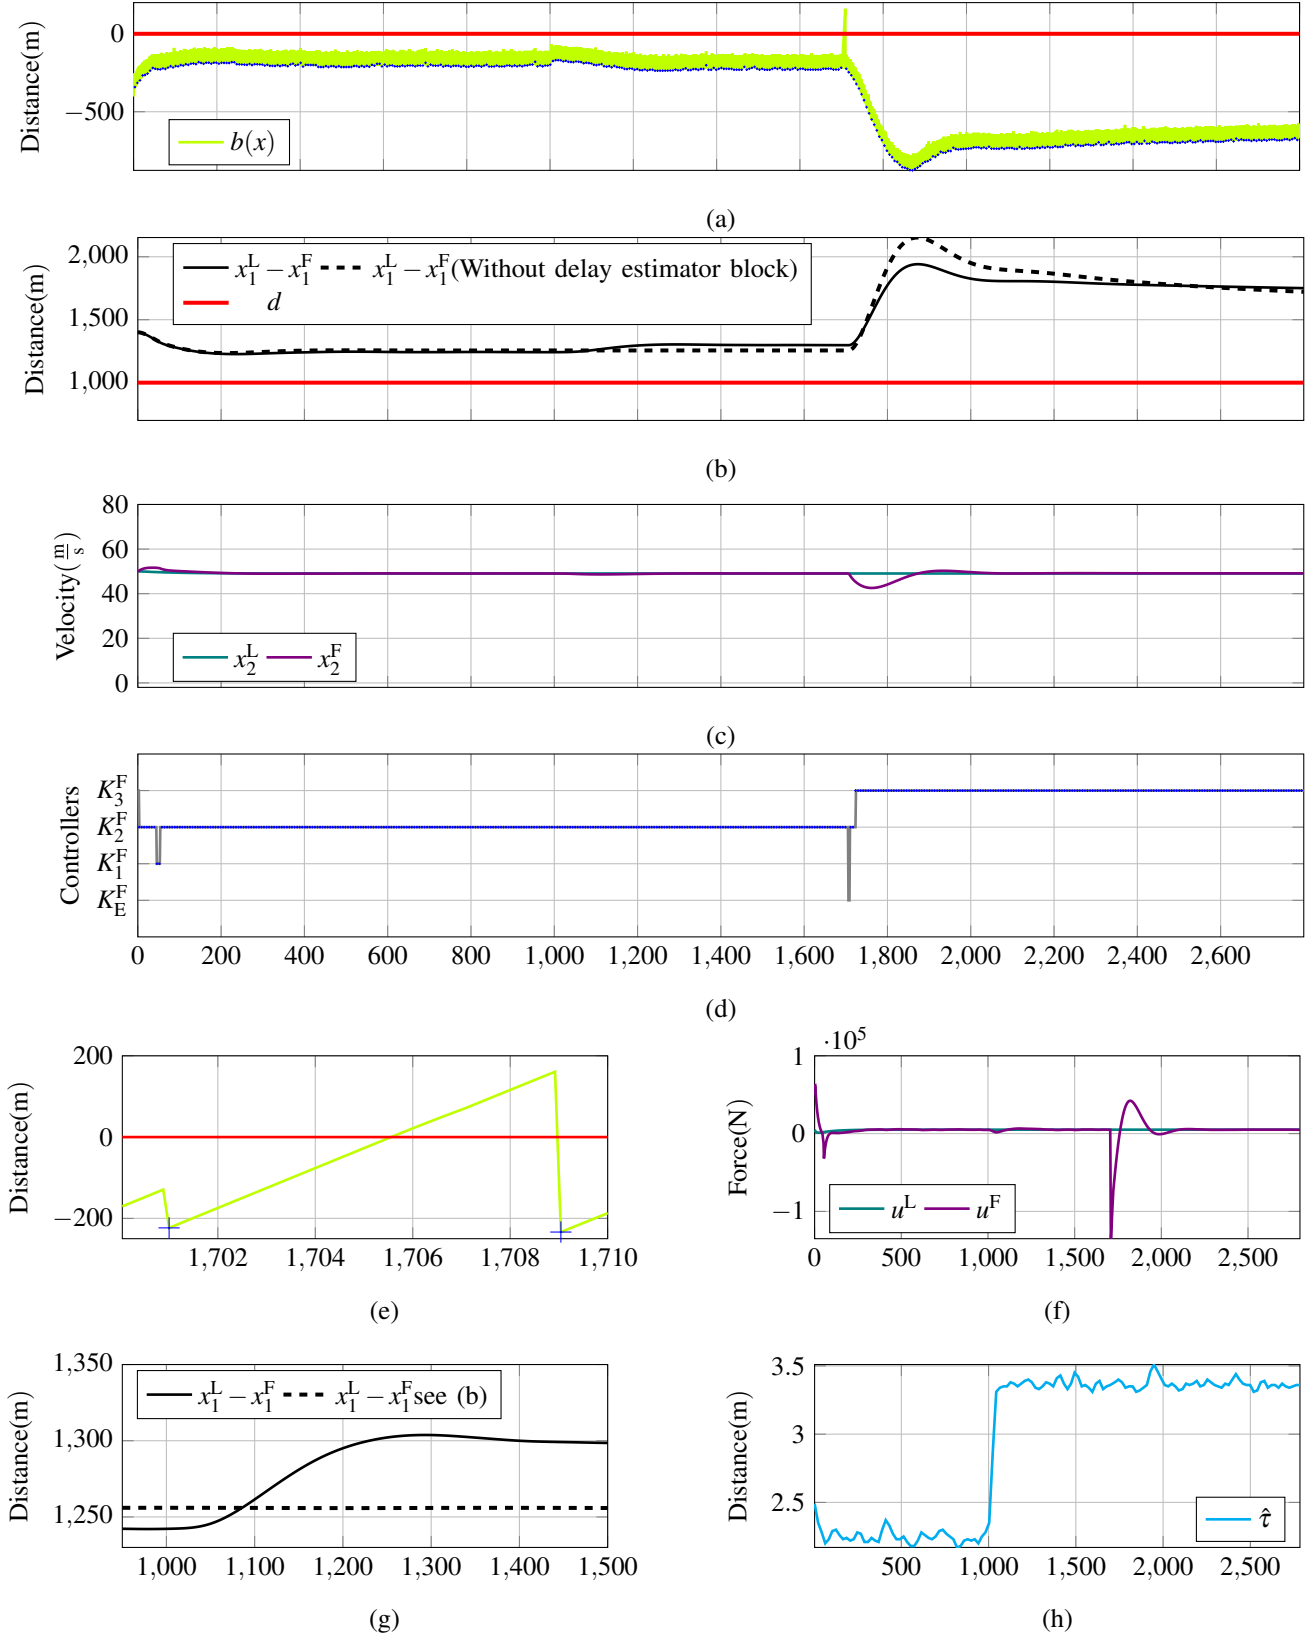 0
−500
Distance(m)
b(x)
(a)
2,000
1,500
1,000
Distance(m)
x₁ᴸ − x₁ꟳ x₁ᴸ − x₁ꟳ(Without delay estimator block)
d
(b)
80
60
40
20
0
Velocity(m/s)
x₂ᴸ x₂ꟳ
(c)
K₃ꟳ
K₂ꟳ
K₁ꟳ
K_Eꟳ
Controllers
0 200 400 600 800 1,000 1,200 1,400 1,600 1,800 2,000 2,200 2,400 2,600
(d)
200
0
−200
Distance(m)
1,702 1,704 1,706 1,708 1,710
(e)
·10⁵
1
0
−1
Force(N)
uᴸ uꟳ
0 500 1,000 1,500 2,000 2,500
(f)
1,350
1,300
1,250
Distance(m)
x₁ᴸ − x₁ꟳ x₁ᴸ − x₁ꟳsee (b)
1,000 1,100 1,200 1,300 1,400 1,500
(g)
3.5
3
2.5
Distance(m)
τ̂
500 1,000 1,500 2,000 2,500
(h)